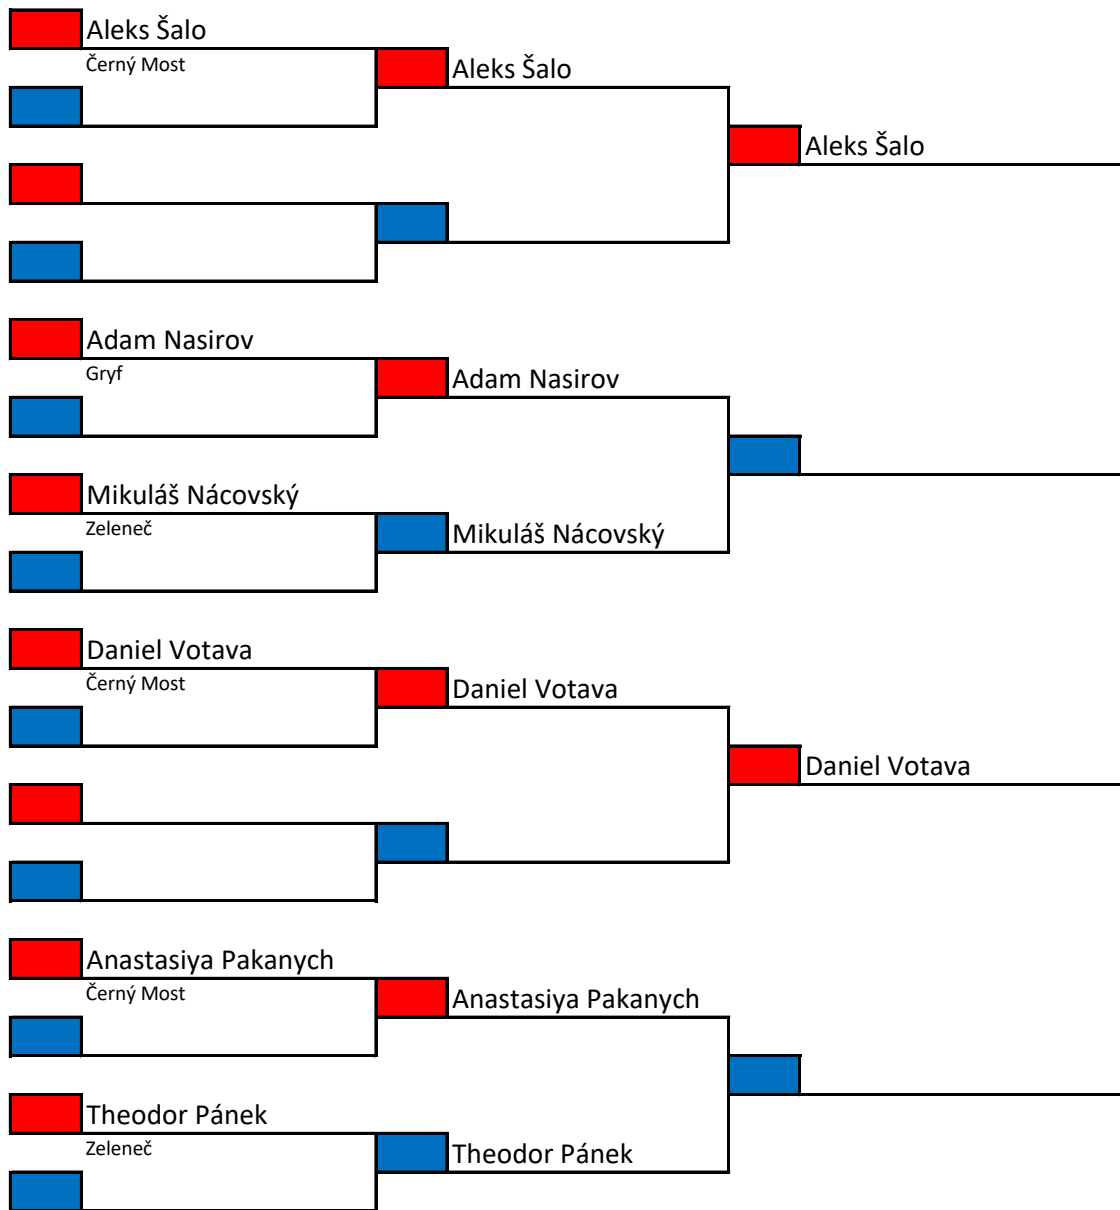 Aleks Šalo
Černý Most
Aleks Šalo
Aleks Šalo
Adam Nasirov
Gryf
Adam Nasirov
Mikuláš Nácovský
Zeleneč
Mikuláš Nácovský
Daniel Votava
Černý Most
Daniel Votava
Daniel Votava
Anastasiya Pakanych
Černý Most
Anastasiya Pakanych
Theodor Pánek
Zeleneč
Theodor Pánek